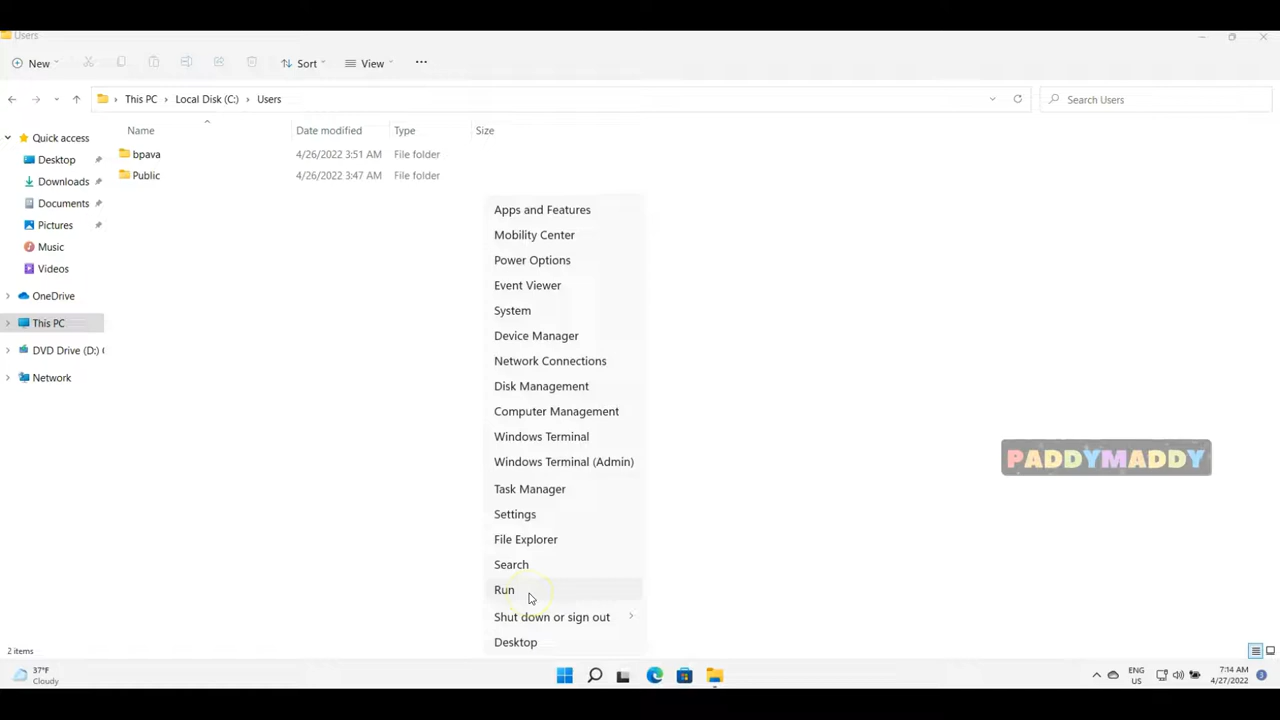 Users
New
Sort
View
This PC
Local Disk (C:)
Users
Search Users
Name
Date modified
Type
Size
Quick access
Desktop
Downloads
Documents
Pictures
Music
Videos
OneDrive
This PC
DVD Drive (D:) C
Network
bpava 4/26/2022 3:51 AM File folder
Public 4/26/2022 3:47 AM File folder
Apps and Features
Mobility Center
Power Options
Event Viewer
System
Device Manager
Network Connections
Disk Management
Computer Management
Windows Terminal
Windows Terminal (Admin)
Task Manager
Settings
File Explorer
Search
Run
Shut down or sign out
Desktop
PADDYMADDY
2 items
37°F
Cloudy
ENG
US
7:14 AM
4/27/2022
3